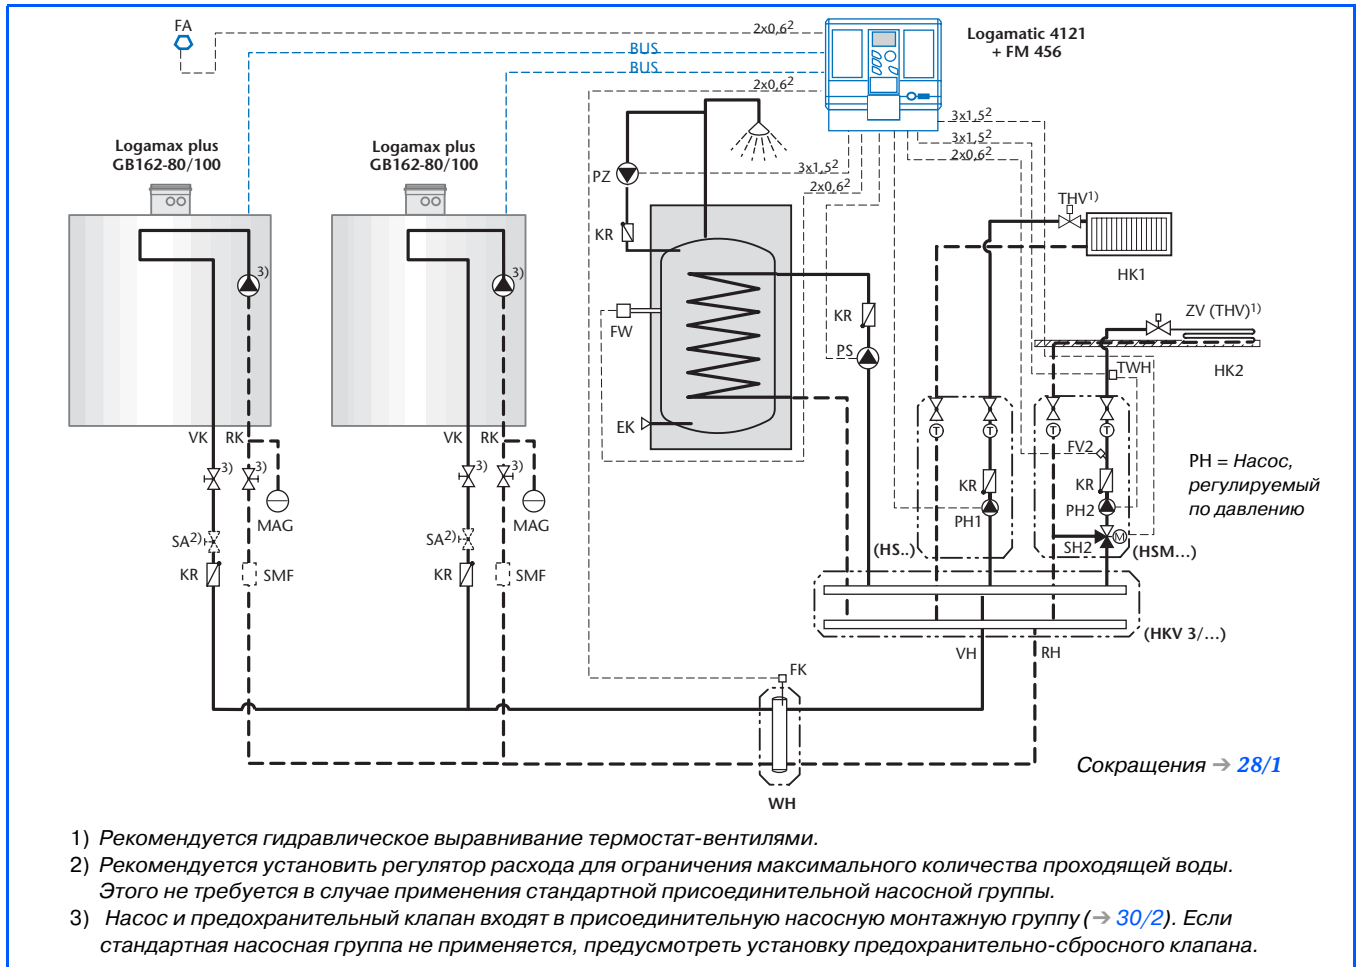 FA
2x0,6²
Logamatic 4121
+ FM 456
BUS
BUS
2x0,6²
3x1,5²
3x1,5²
2x0,6²
Logamax plus
GB162-80/100
Logamax plus
GB162-80/100
PZ
3x1,5²
2x0,6²
THV1)
KR
HK1
3)
3)
KR
FW
ZV (THV)1)
PS
TWH
HK2
EK
VK
RK
VK
RK
T
T
T
T
FV2
3)
3)
3)
3)
PH = Насос,
регулируемый
по давлению
KR
KR
MAG
MAG
PH1
PH2
SA2)
SA2)
M
SH2
(HS..)
(HSM...)
KR
SMF
KR
SMF
(HKV 3/...)
VH
RH
FK
WH
Сокращения → 28/1
1) Рекомендуется гидравлическое выравнивание термостат-вентилями.
2) Рекомендуется установить регулятор расхода для ограничения максимального количества проходящей воды.
Этого не требуется в случае применения стандартной присоединительной насосной группы.
3) Насос и предохранительный клапан входят в присоединительную насосную монтажную группу (→ 30/2). Если
стандартная насосная группа не применяется, предусмотреть установку предохранительно-сбросного клапана.